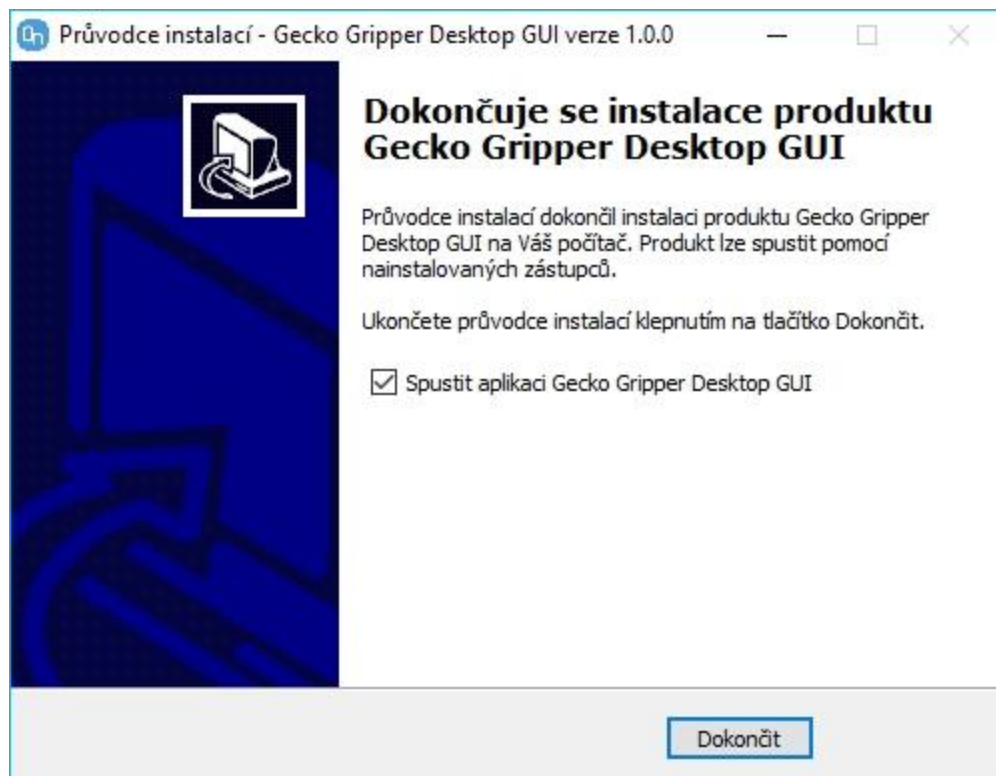 Průvodce instalací - Gecko Gripper Desktop GUI verze 1.0.0
Dokončuje se instalace produktu
Gecko Gripper Desktop GUI
Průvodce instalací dokončil instalaci produktu Gecko Gripper
Desktop GUI na Váš počítač. Produkt lze spustit pomocí
nainstalovaných zástupců.
Ukončete průvodce instalací klepnutím na tlačítko Dokončit.
Spustit aplikaci Gecko Gripper Desktop GUI
Dokončit